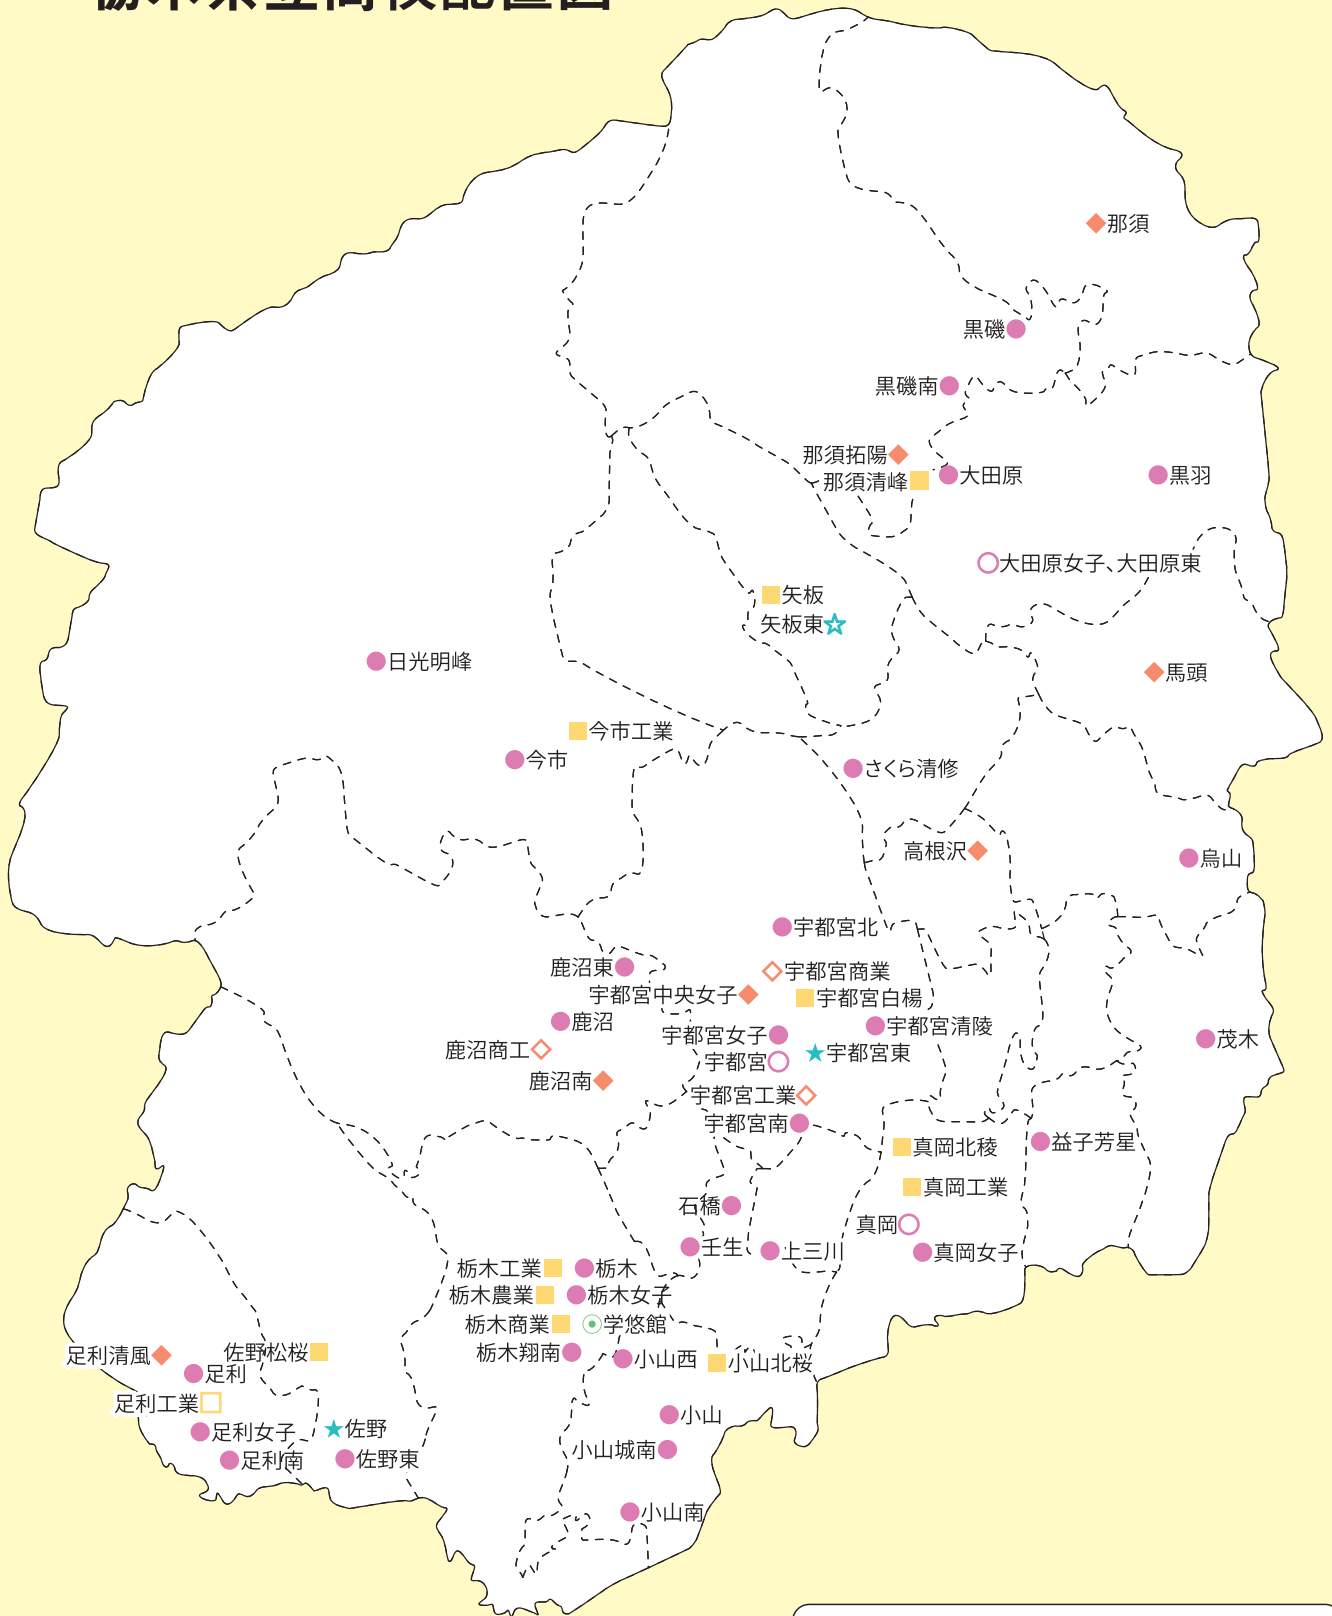 栃木県立高校配置図
那須
黒磯
黒磯南
那須拓陽
那須清峰
大田原
黒羽
大田原女子、大田原東
矢板
矢板東
日光明峰
馬頭
今市工業
今市
さくら清修
高根沢
烏山
宇都宮北
鹿沼東
宇都宮商業
宇都宮中央女子
宇都宮白楊
鹿沼
宇都宮清陵
宇都宮女子
茂木
鹿沼商工
宇都宮東
宇都宮
鹿沼南
宇都宮工業
宇都宮南
真岡北稜
益子芳星
真岡工業
石橋
真岡
壬生
上三川
真岡女子
栃木工業
栃木
栃木農業
栃木女子
栃木商業
学悠館
栃木翔南
小山西
小山北桜
足利清風
佐野松桜
足利
足利工業
小山
足利女子
佐野
小山城南
足利南
佐野東
小山南